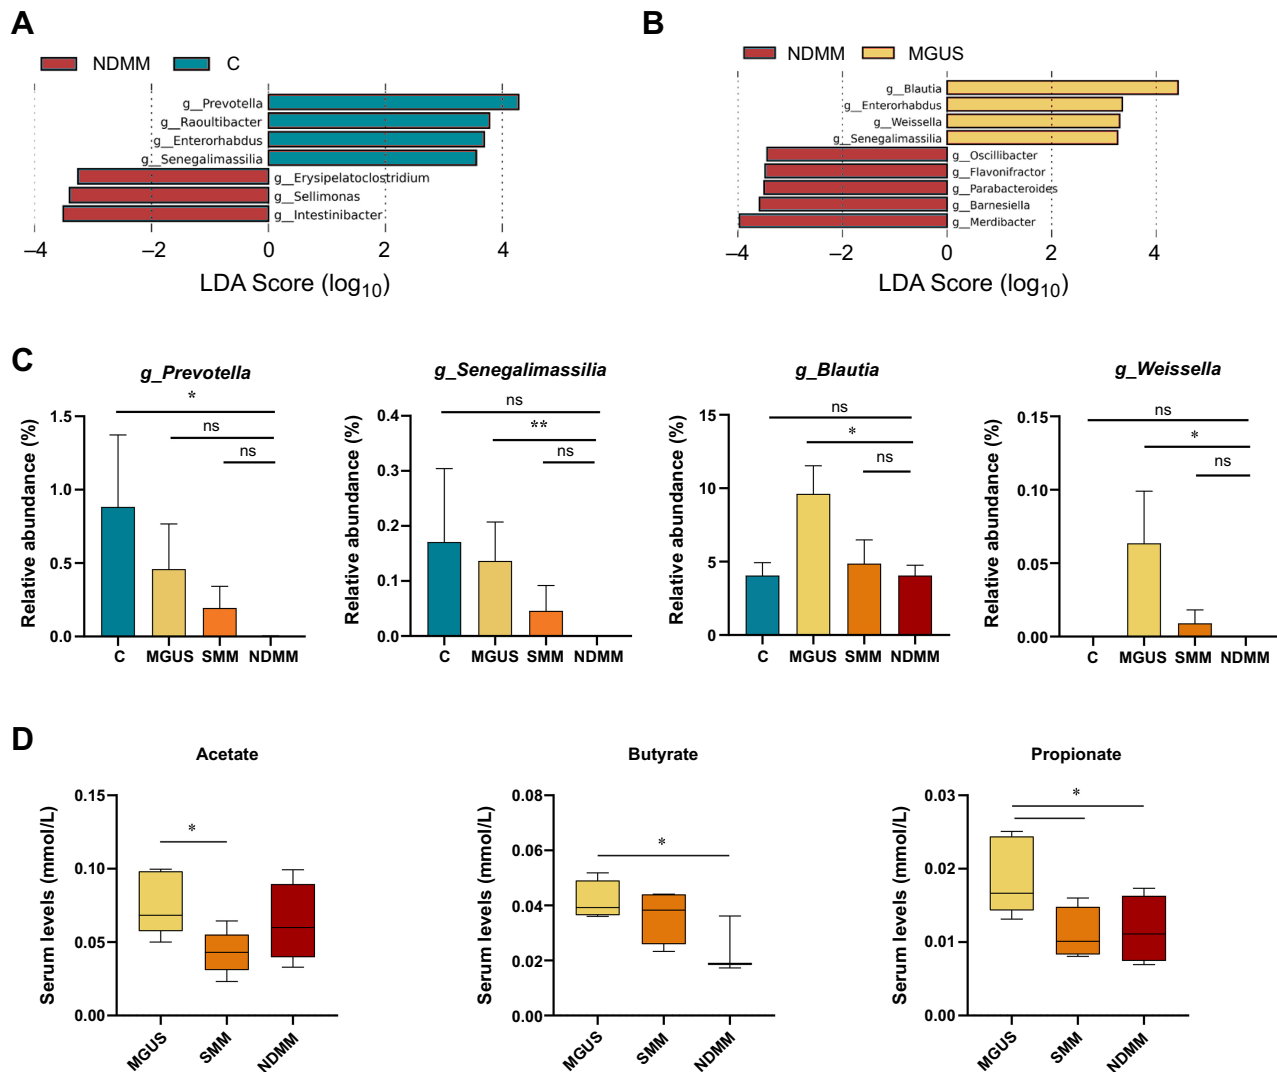 A
NDMM C
g__Prevotella
g__Raoultibacter
g__Enterorhabdus
g__Senegalimassilia
g__Erysipelatoclostridium
g__Sellimonas
g__Intestinibacter
–4 –2 0 2 4
LDA Score (log10)
B
NDMM MGUS
g__Blautia
g__Enterorhabdus
g__Weissella
g__Senegalimassilia
g__Oscillibacter
g__Flavonifractor
g__Parabacteroides
g__Barnesiella
g__Merdibacter
–4 –2 0 2 4
LDA Score (log10)
C
g_Prevotella
Relative abundance (%)
1.5
1.0
0.5
0.0
*
ns
ns
C MGUS SMM NDMM
g_Senegalimassilia
Relative abundance (%)
0.4
0.3
0.2
0.1
0.0
ns
**
ns
C MGUS SMM NDMM
g_Blautia
Relative abundance (%)
15
10
5
0
ns
*
ns
C MGUS SMM NDMM
g_Weissella
Relative abundance (%)
0.15
0.10
0.05
0.00
ns
*
ns
C MGUS SMM NDMM
D
Acetate
Serum levels (mmol/L)
0.15
0.10
0.05
0.00
*
MGUS SMM NDMM
Butyrate
Serum levels (mmol/L)
0.08
0.06
0.04
0.02
0.00
*
MGUS SMM NDMM
Propionate
Serum levels (mmol/L)
0.03
0.02
0.01
0.00
*
MGUS SMM NDMM